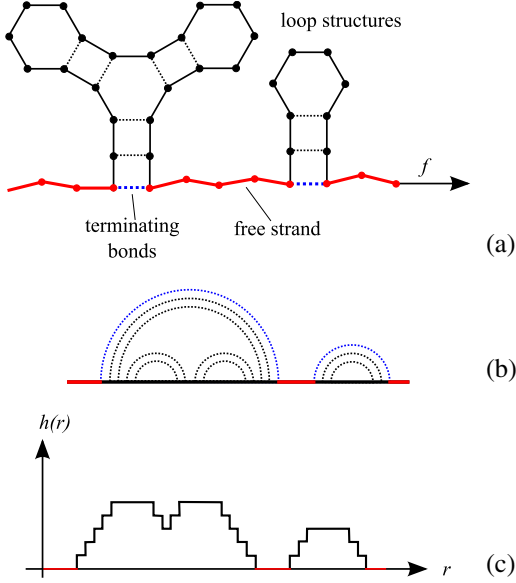 loop structures
f
terminating
bonds
free strand
(a)
(b)
h(r)
r
(c)